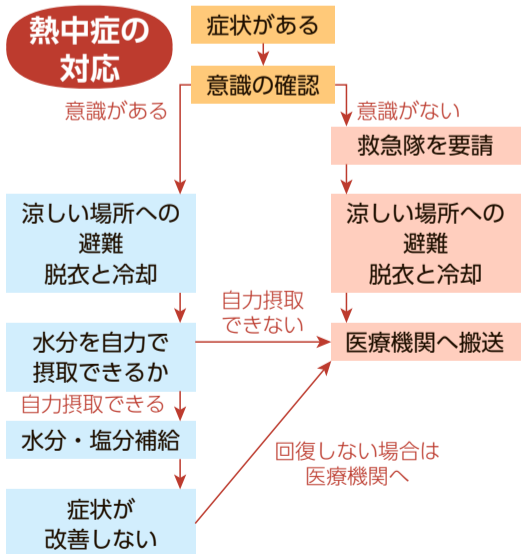 熱中症の
対応
症状がある
意識の確認
意識がある
意識がない
救急隊を要請
涼しい場所への
避難
脱衣と冷却
涼しい場所への
避難
脱衣と冷却
自力摂取
できない
水分を自力で
摂取できるか
医療機関へ搬送
自力摂取できる
水分・塩分補給
回復しない場合は
医療機関へ
症状が
改善しない